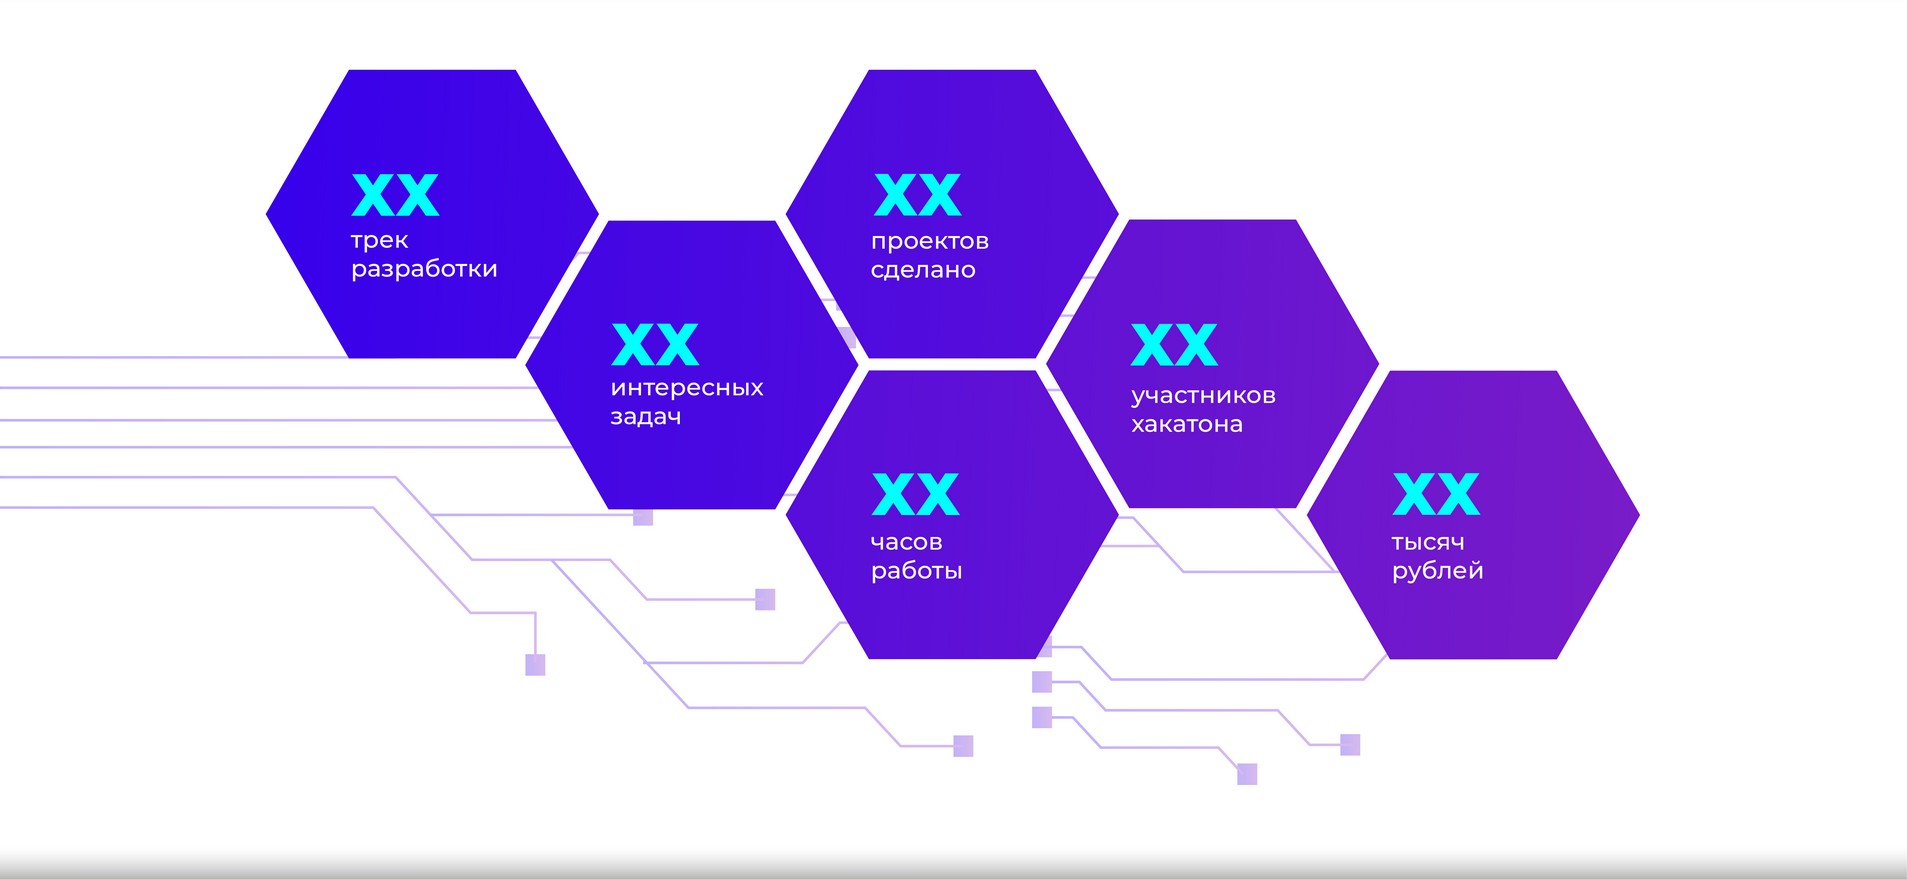 xx
трек
разработки
xx
интересных
задач
xx
проектов
сделано
xx
часов
работы
xx
участников
хакатона
xx
тысяч
рублей